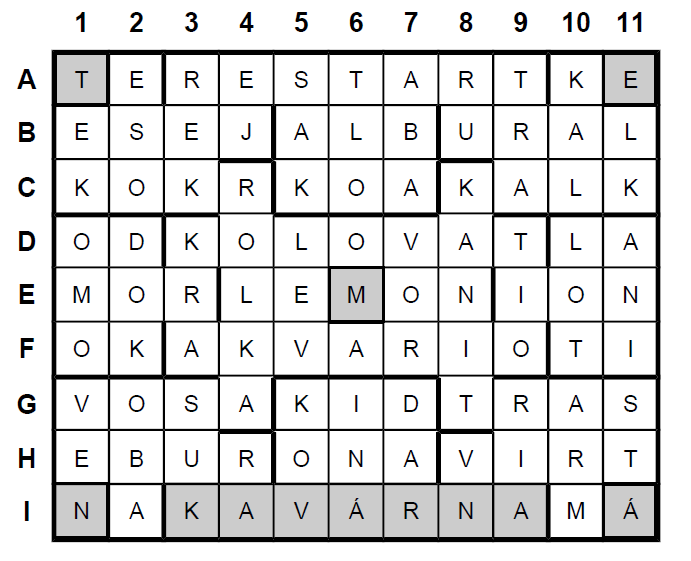 1 2 3 4 5 6 7 8 9 10 11
A T E R E S T A R T K E
B E S E J A L B U R A L
C K O K R K O A K A L K
D O D K O L O V A T L A
E M O R L E M O N I O N
F O K A K V A R I O T I
G V O S A K I D T R A S
H E B U R O N A V I R T
I N A K A V Á R N A M Á